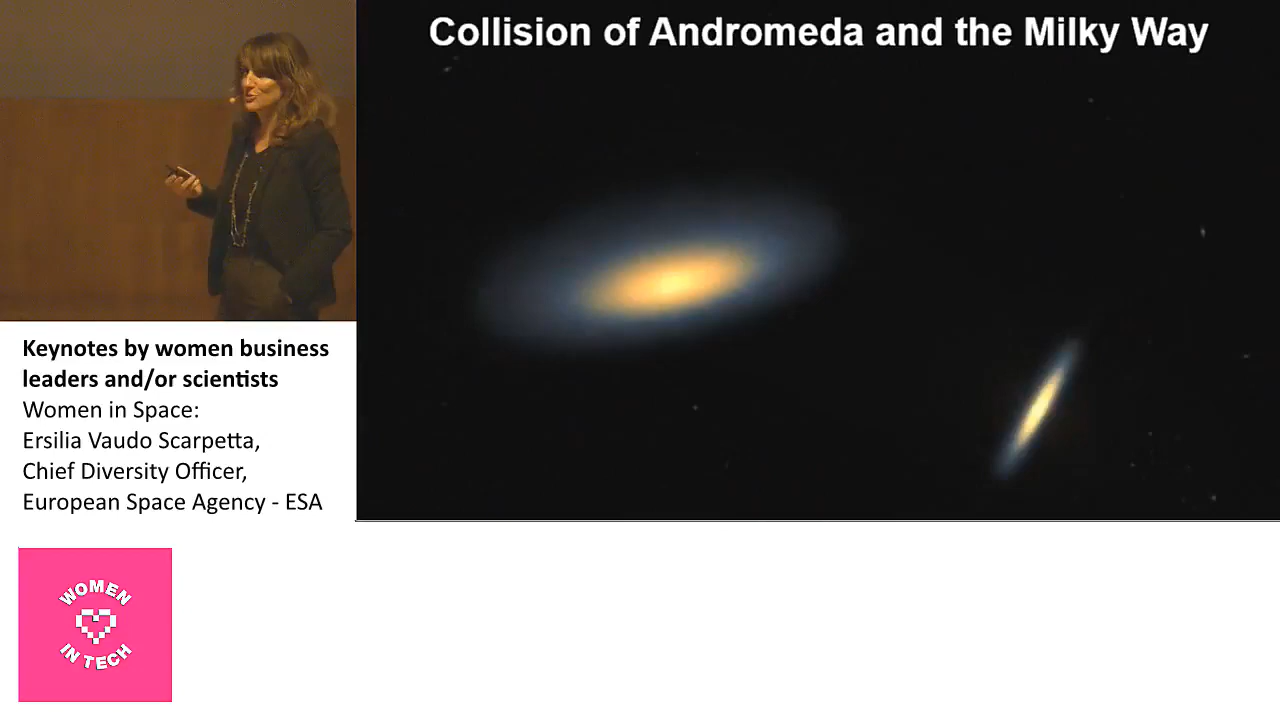 Collision of Andromeda and the Milky Way
Keynotes by women business
leaders and/or scientists
Women in Space:
Ersilia Vaudo Scarpetta,
Chief Diversity Officer,
European Space Agency - ESA
WOMEN
IN TECH